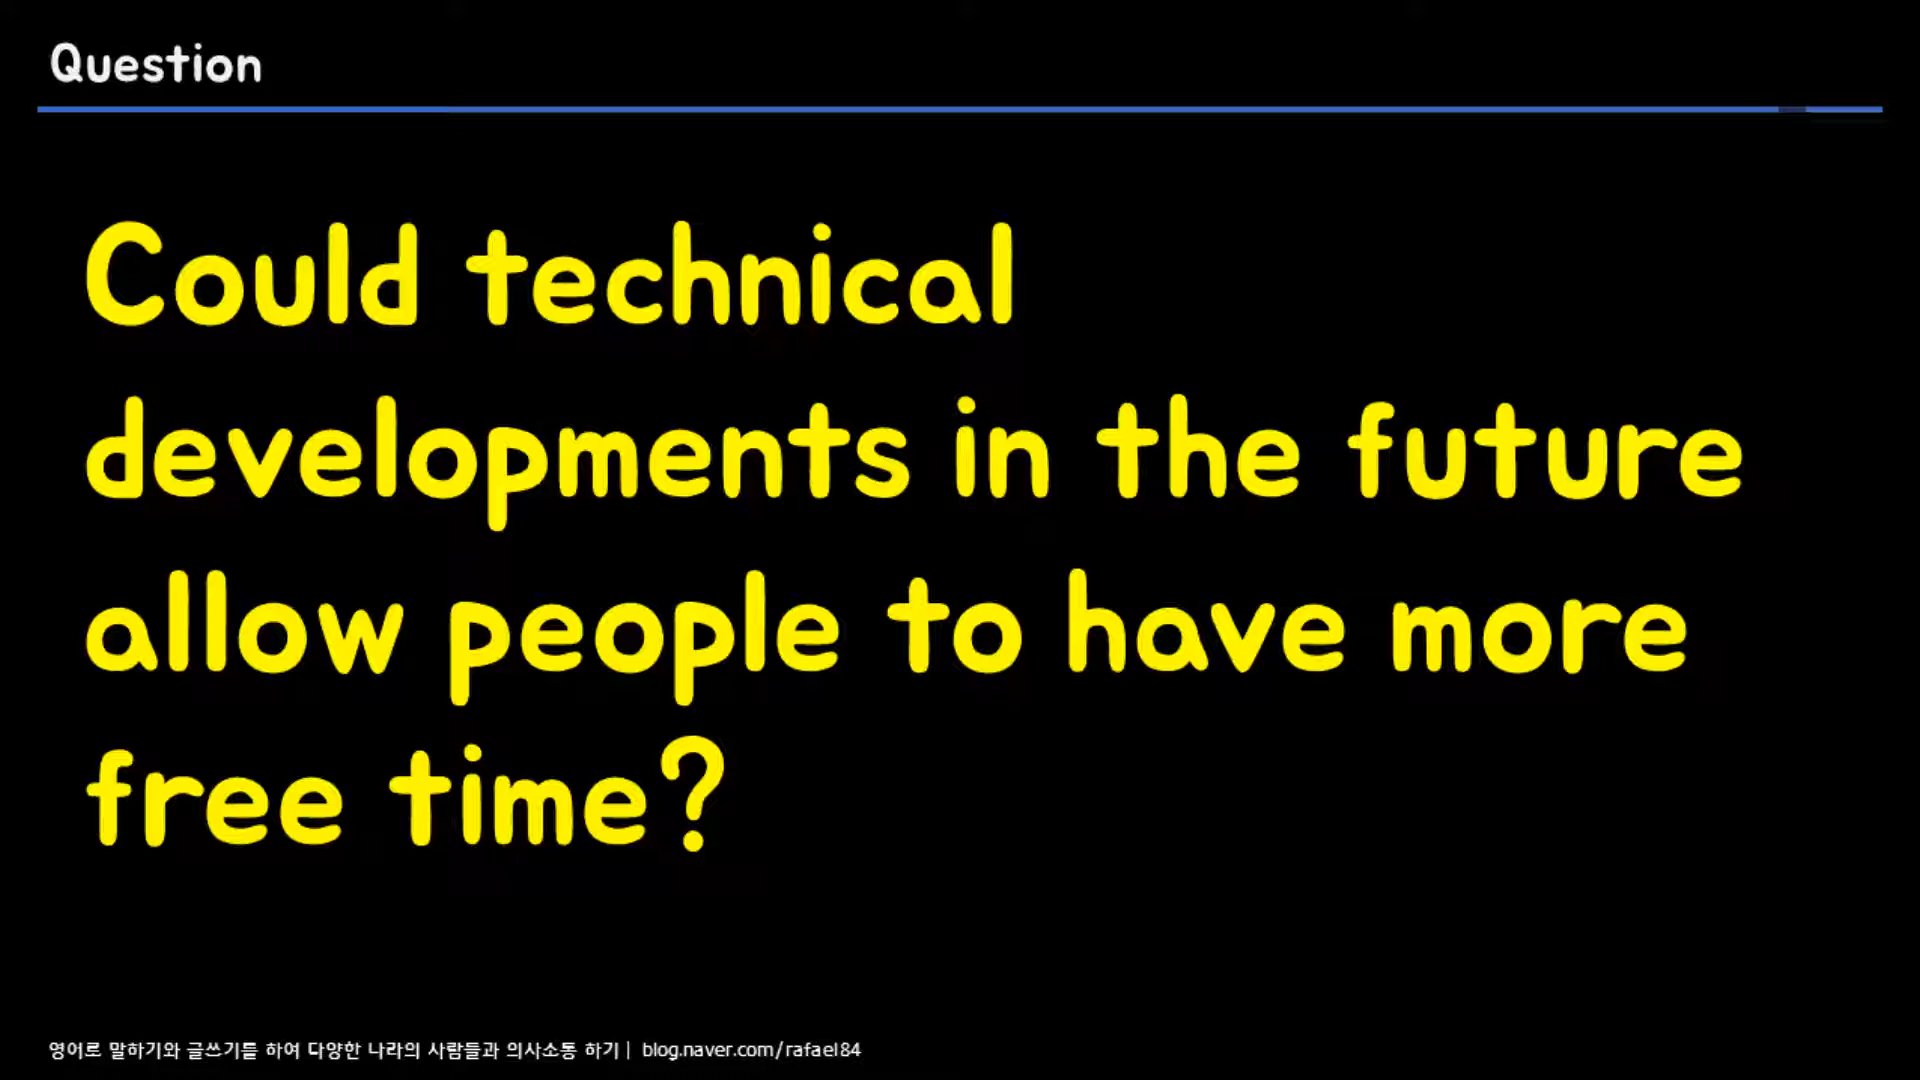 Question
Could technical
developments in the future
allow people to have more
free time?
영어로 말하기와 글쓰기를 하여 다양한 나라의 사람들과 의사소통 하기 | blog.naver.com/rafael84